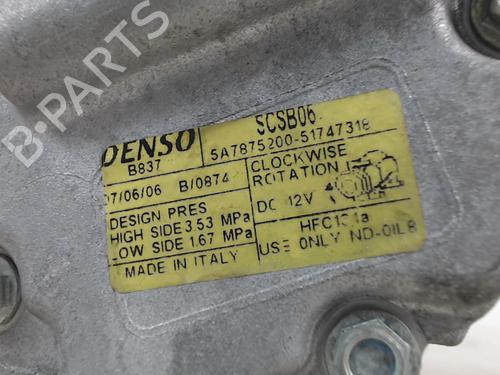 B-PARTS
DENSO
SCSB06
B837
5A7875200-51747318
07/06/06 B/0874
CLOCKWISE
ROTATION
DESIGN PRES
HIGH SIDE 3.53 MPa
LOW SIDE 1.67 MPa
DC 12V
HFC134a
USE ONLY ND-OIL8
MADE IN ITALY